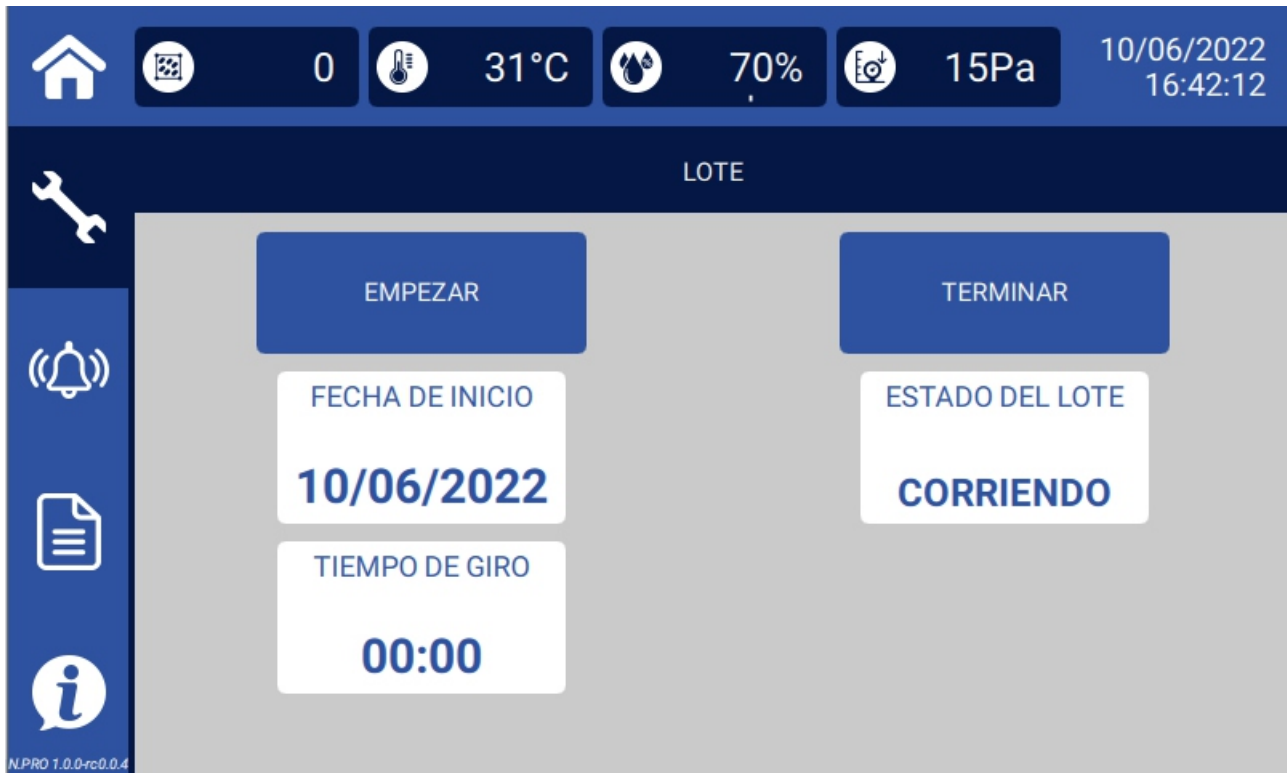 0
31°C
70%
15Pa
10/06/2022
16:42:12
LOTE
EMPEZAR
TERMINAR
FECHA DE INICIO
10/06/2022
ESTADO DEL LOTE
CORRIENDO
TIEMPO DE GIRO
00:00
N.PRO 1.0.0-rc0.0.4